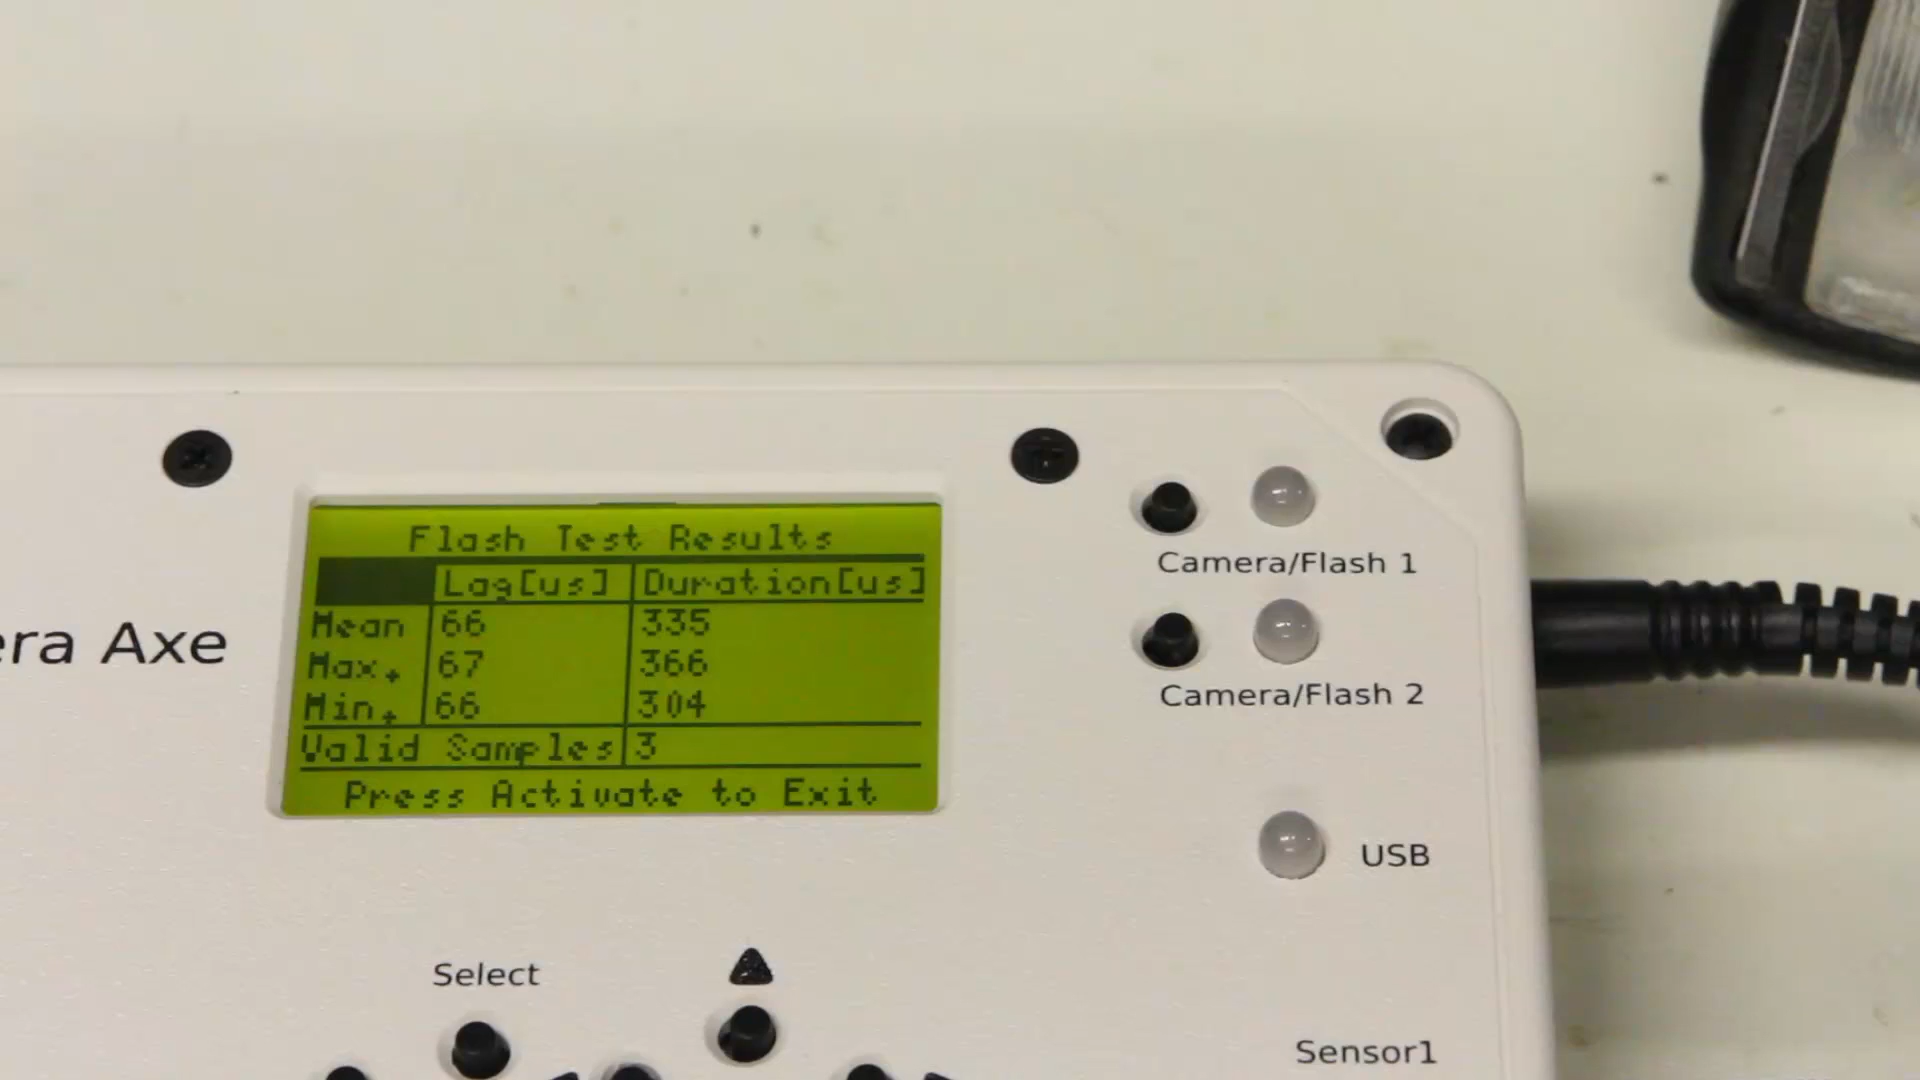 Flash Test Results
Lag[us] Duration[us]
Mean 66 335
Max. 67 366
Min. 66 304
Valid Samples 3
Press Activate to Exit
Axe
Camera/Flash 1
Camera/Flash 2
USB
Select
Sensor1